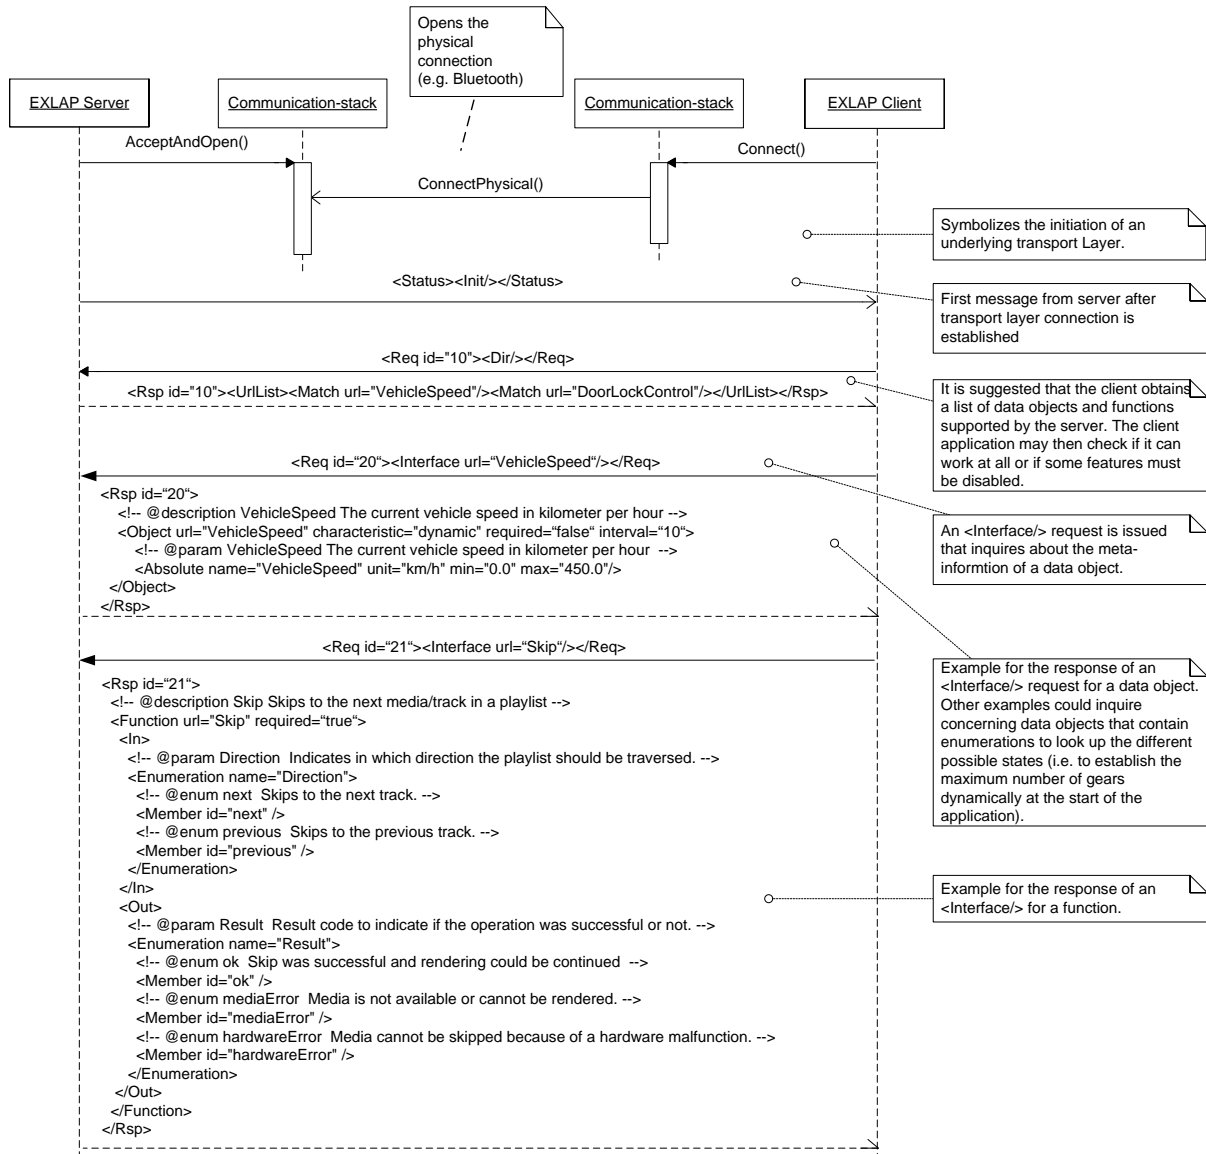 Opens the
physical
connection
(e.g. Bluetooth)
EXLAP Server
Communication-stack
Communication-stack
EXLAP Client
AcceptAndOpen()
Connect()
ConnectPhysical()
Symbolizes the initiation of an
underlying transport Layer.
<Status><Init/></Status>
First message from server after
transport layer connection is
established
<Req id="10"><Dir/></Req>
<Rsp id="10"><UrlList><Match url="VehicleSpeed"/><Match url="DoorLockControl"/></UrlList></Rsp>
It is suggested that the client obtains
a list of data objects and functions
supported by the server. The client
application may then check if it can
work at all or if some features must
be disabled.
<Req id="20"><Interface url=“VehicleSpeed“/></Req>
<Rsp id=“20“>
<!-- @description VehicleSpeed The current vehicle speed in kilometer per hour -->
<Object url="VehicleSpeed" characteristic="dynamic" required=“false“ interval=“10“>
<!-- @param VehicleSpeed The current vehicle speed in kilometer per hour  -->
<Absolute name="VehicleSpeed" unit="km/h" min="0.0" max="450.0"/>
</Object>
</Rsp>
An <Interface/> request is issued
that inquires about the meta-
informtion of a data object.
<Req id=“21“><Interface url=“Skip“/></Req>
<Rsp id=“21“>
<!-- @description Skip Skips to the next media/track in a playlist -->
<Function url="Skip" required=“true“>
<In>
<!-- @param Direction  Indicates in which direction the playlist should be traversed. -->
<Enumeration name="Direction">
<!-- @enum next  Skips to the next track. -->
<Member id="next" />
<!-- @enum previous  Skips to the previous track. -->
<Member id="previous" />
</Enumeration>
</In>
<Out>
<!-- @param Result  Result code to indicate if the operation was successful or not. -->
<Enumeration name="Result">
<!-- @enum ok  Skip was successful and rendering could be continued  -->
<Member id="ok" />
<!-- @enum mediaError  Media is not available or cannot be rendered. -->
<Member id="mediaError" />
<!-- @enum hardwareError  Media cannot be skipped because of a hardware malfunction. -->
<Member id="hardwareError" />
</Enumeration>
</Out>
</Function>
</Rsp>
Example for the response of an
<Interface/> request for a data object.
Other examples could inquire
concerning data objects that contain
enumerations to look up the different
possible states (i.e. to establish the
maximum number of gears
dynamically at the start of the
application).
Example for the response of an
<Interface/> for a function.